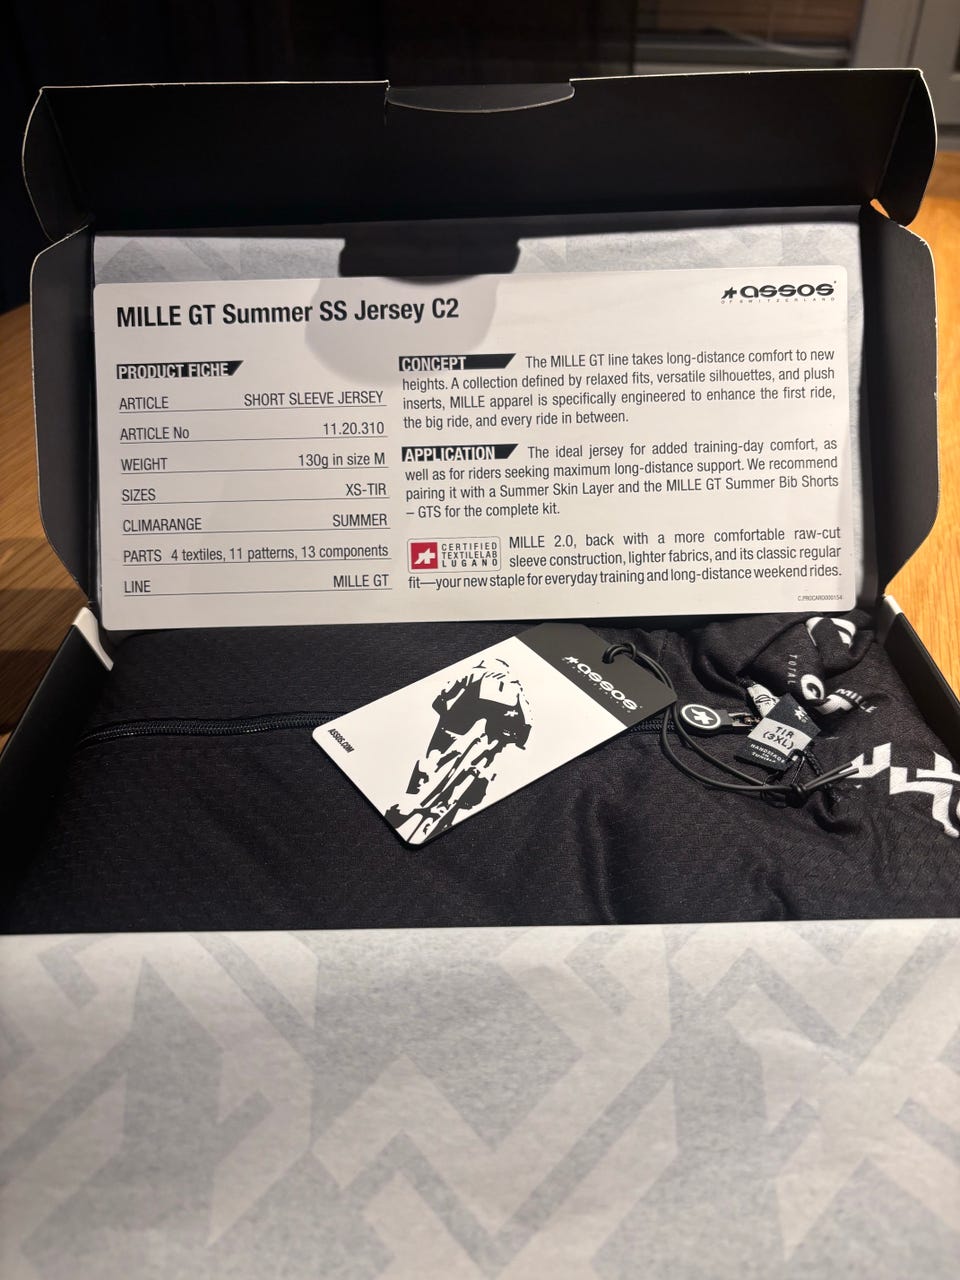 assos
OF SWITZERLAND
MILLE GT Summer SS Jersey C2
PRODUCT FICHE
ARTICLE SHORT SLEEVE JERSEY
ARTICLE No 11.20.310
WEIGHT 130g in size M
SIZES XS-TIR
CLIMARANGE SUMMER
PARTS 4 textiles, 11 patterns, 13 components
LINE MILLE GT
CONCEPT The MILLE GT line takes long-distance comfort to new
heights. A collection defined by relaxed fits, versatile silhouettes, and plush
inserts, MILLE apparel is specifically engineered to enhance the first ride,
the big ride, and every ride in between.
APPLICATION The ideal jersey for added training-day comfort, as
well as for riders seeking maximum long-distance support. We recommend
pairing it with a Summer Skin Layer and the MILLE GT Summer Bib Shorts
– GTS for the complete kit.
CERTIFIED
TEXTILELAB
LUGANO
MILLE 2.0, back with a more comfortable raw-cut
sleeve construction, lighter fabrics, and its classic regular
fit—your new staple for everyday training and long-distance weekend rides.
C.PROCARD000154
assos
ASSOS.COM
TIR
(3XL)
HANDMADE
IN
TUNISIA
TOTAL
G
MILLE